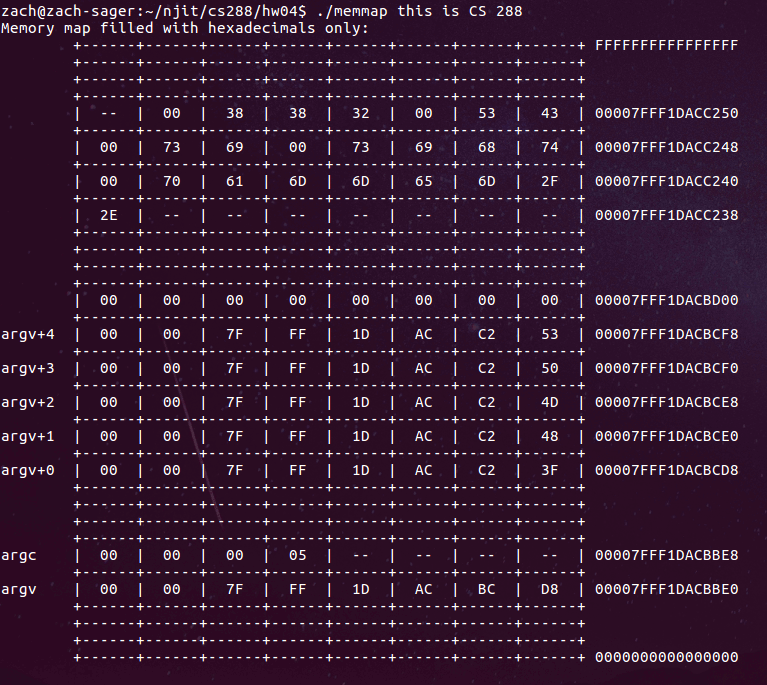 zach@zach-sager:~/njit/cs288/hw04$ ./memmap this is CS 288
Memory map filled with hexadecimals only:
+------+------+------+------+------+------+------+------+ FFFFFFFFFFFFFFFF
+------+------+------+------+------+------+------+------+
+------+------+------+------+------+------+------+------+
+------+------+------+------+------+------+------+------+
|  --  |  00  |  38  |  38  |  32  |  00  |  53  |  43  | 00007FFF1DACC250
+------+------+------+------+------+------+------+------+
|  00  |  73  |  69  |  00  |  73  |  69  |  68  |  74  | 00007FFF1DACC248
+------+------+------+------+------+------+------+------+
|  00  |  70  |  61  |  6D  |  6D  |  65  |  6D  |  2F  | 00007FFF1DACC240
+------+------+------+------+------+------+------+------+
|  2E  |  --  |  --  |  --  |  --  |  --  |  --  |  --  | 00007FFF1DACC238
+------+------+------+------+------+------+------+------+
+------+------+------+------+------+------+------+------+
+------+------+------+------+------+------+------+------+
+------+------+------+------+------+------+------+------+
|  00  |  00  |  00  |  00  |  00  |  00  |  00  |  00  | 00007FFF1DACBD00
+------+------+------+------+------+------+------+------+
argv+4 |  00  |  00  |  7F  |  FF  |  1D  |  AC  |  C2  |  53  | 00007FFF1DACBCF8
+------+------+------+------+------+------+------+------+
argv+3 |  00  |  00  |  7F  |  FF  |  1D  |  AC  |  C2  |  50  | 00007FFF1DACBCF0
+------+------+------+------+------+------+------+------+
argv+2 |  00  |  00  |  7F  |  FF  |  1D  |  AC  |  C2  |  4D  | 00007FFF1DACBCE8
+------+------+------+------+------+------+------+------+
argv+1 |  00  |  00  |  7F  |  FF  |  1D  |  AC  |  C2  |  48  | 00007FFF1DACBCE0
+------+------+------+------+------+------+------+------+
argv+0 |  00  |  00  |  7F  |  FF  |  1D  |  AC  |  C2  |  3F  | 00007FFF1DACBCD8
+------+------+------+------+------+------+------+------+
+------+------+------+------+------+------+------+------+
+------+------+------+------+------+------+------+------+
+------+------+------+------+------+------+------+------+
argc |  00  |  00  |  00  |  05  |  --  |  --  |  --  |  --  | 00007FFF1DACBBE8
+------+------+------+------+------+------+------+------+
argv |  00  |  00  |  7F  |  FF  |  1D  |  AC  |  BC  |  D8  | 00007FFF1DACBBE0
+------+------+------+------+------+------+------+------+
+------+------+------+------+------+------+------+------+
+------+------+------+------+------+------+------+------+
+------+------+------+------+------+------+------+------+ 0000000000000000